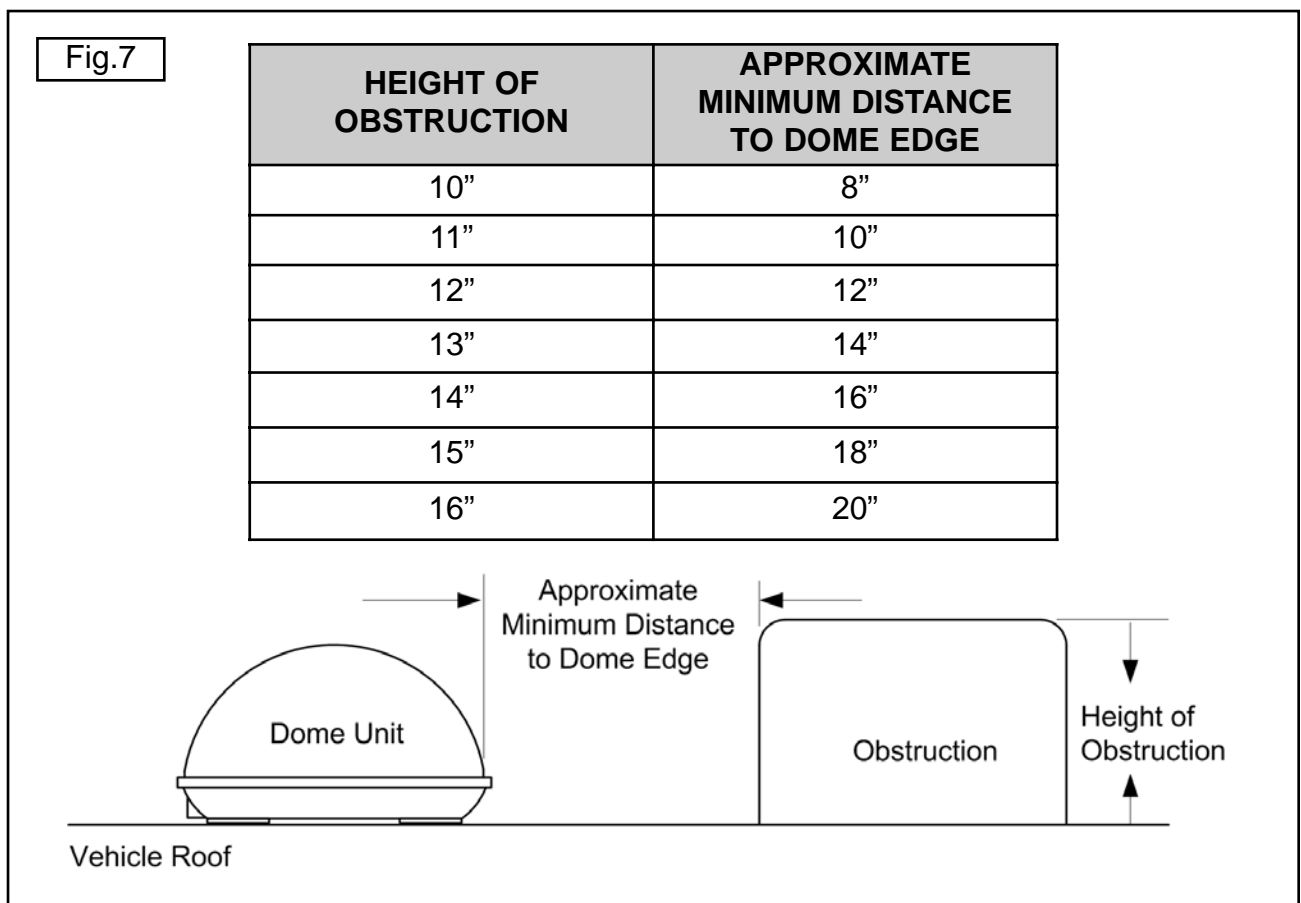 Fig.7
HEIGHT OF
OBSTRUCTION
APPROXIMATE
MINIMUM DISTANCE
TO DOME EDGE
10” 8”
11” 10”
12” 12”
13” 14”
14” 16”
15” 18”
16” 20”
Approximate
Minimum Distance
to Dome Edge
Dome Unit
Obstruction
Height of
Obstruction
Vehicle Roof